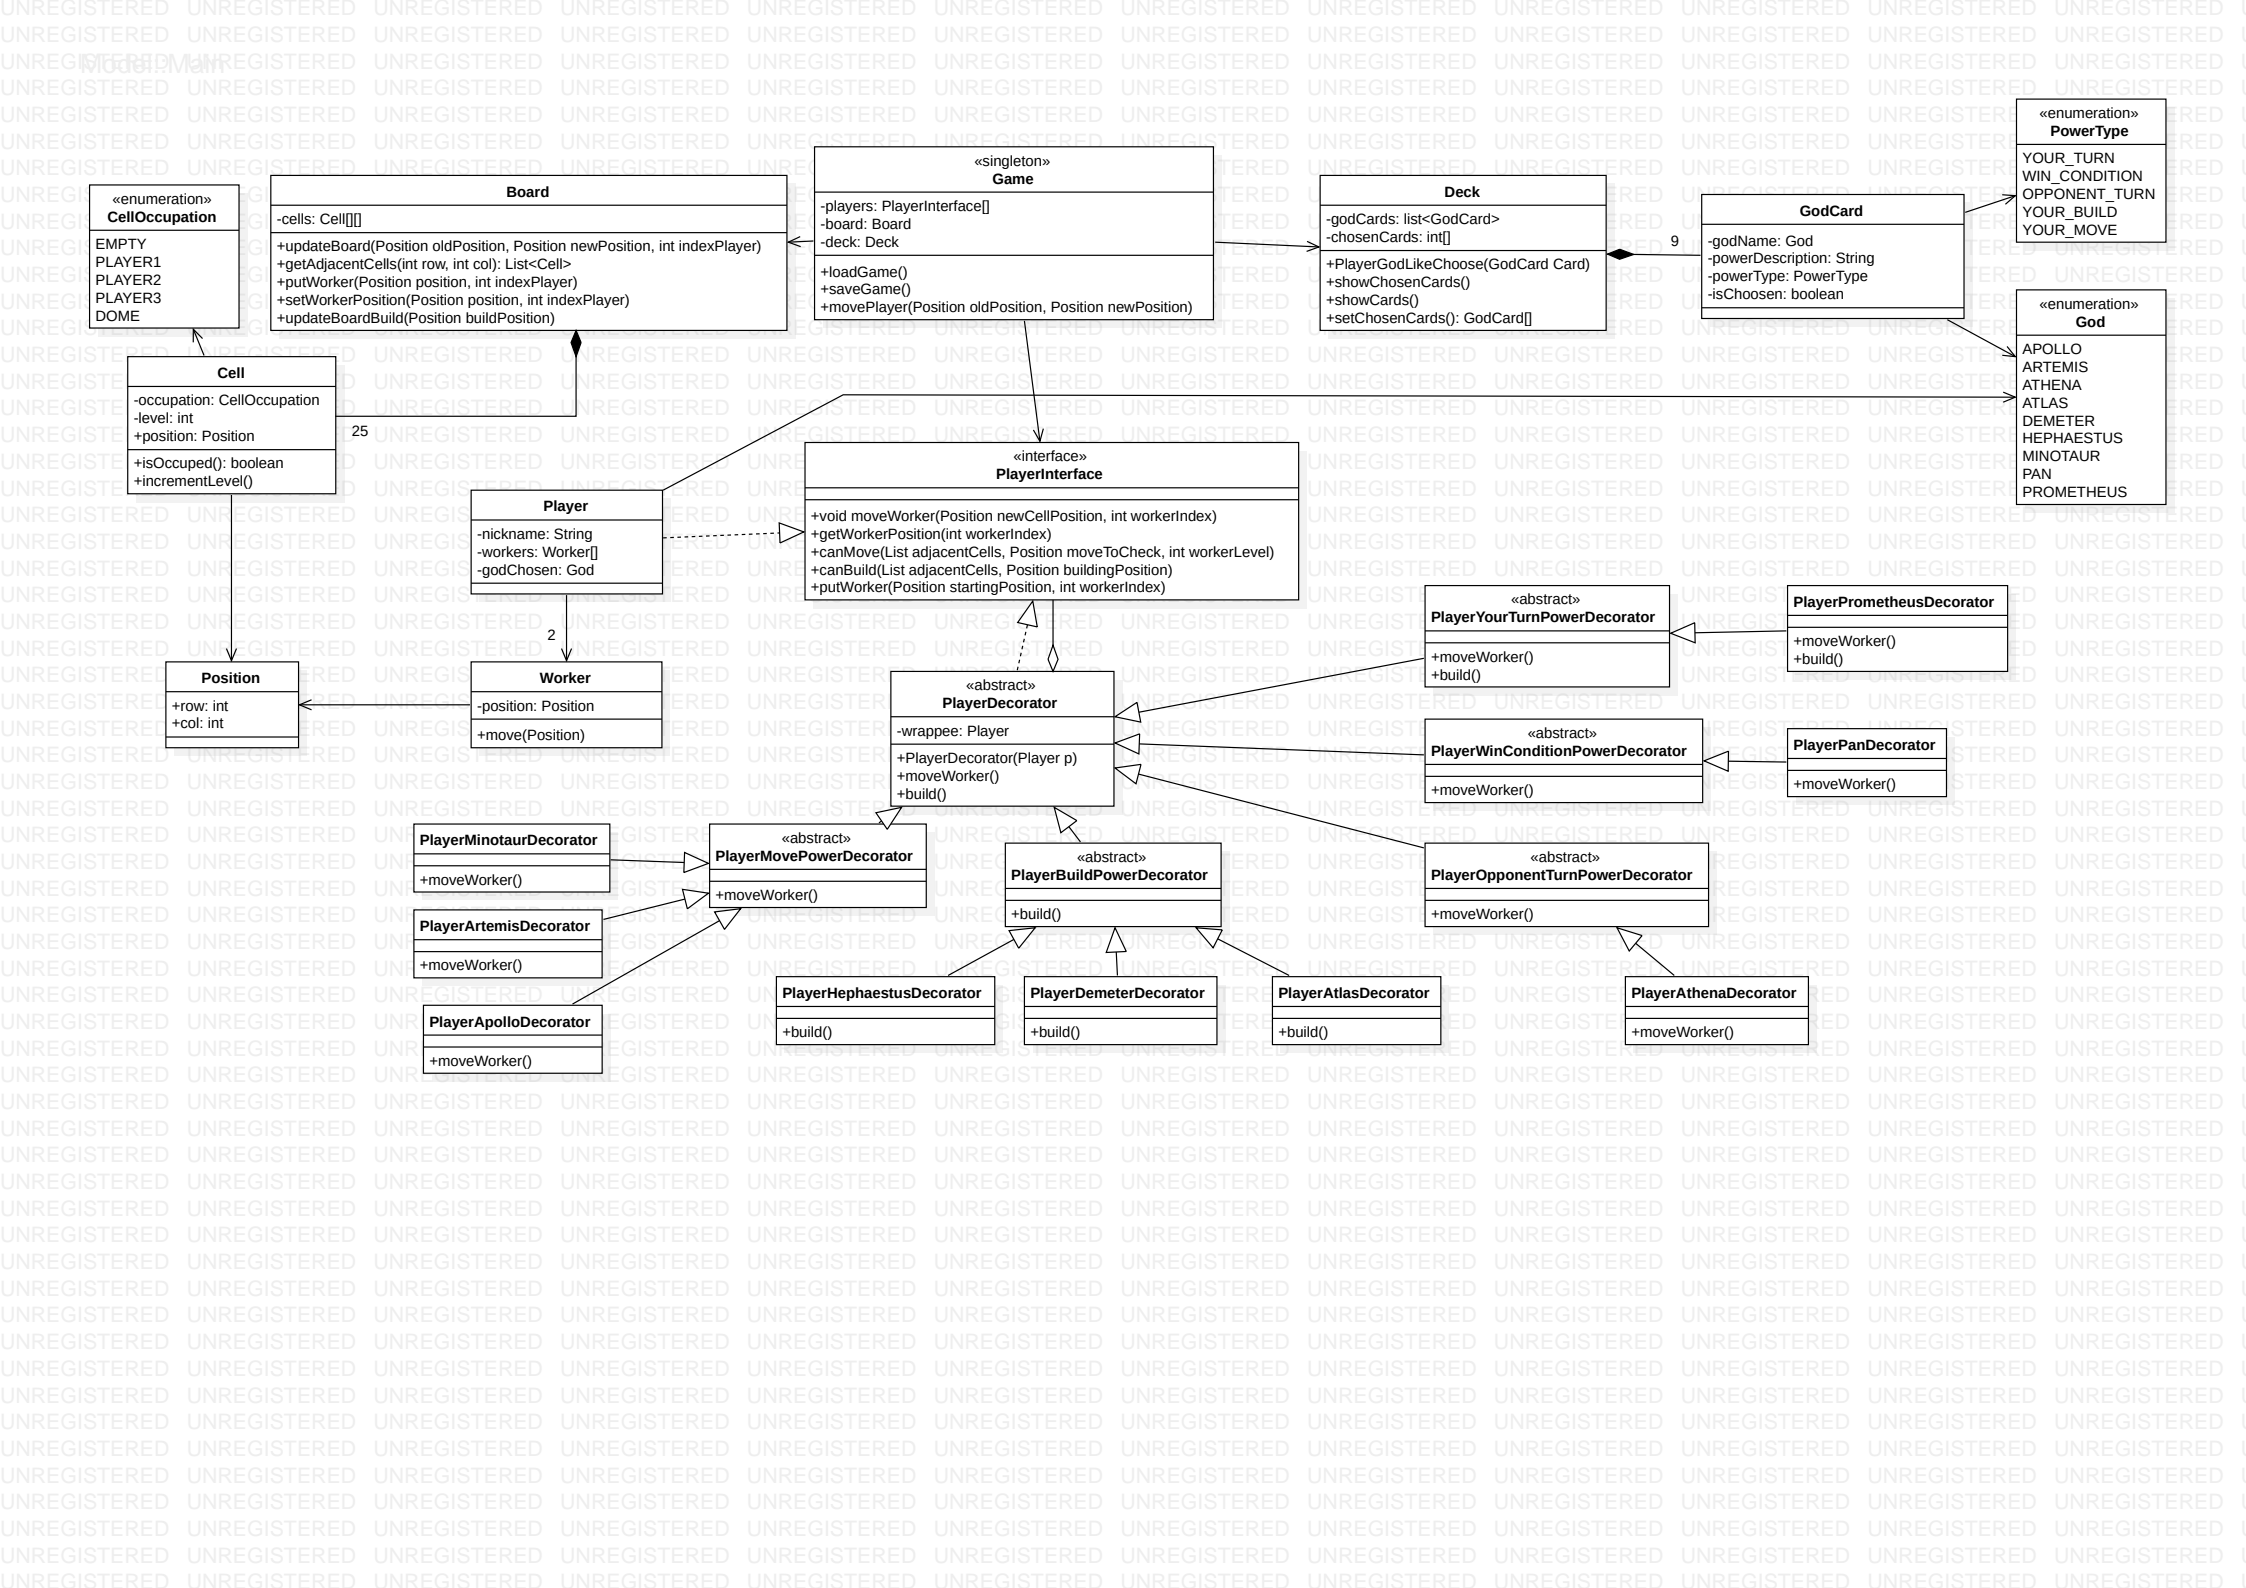 Model::Main
«enumeration»
CellOccupation
EMPTY
PLAYER1
PLAYER2
PLAYER3
DOME
Board
-cells: Cell[][]
+updateBoard(Position oldPosition, Position newPosition, int indexPlayer)
+getAdjacentCells(int row, int col): List<Cell>
+putWorker(Position position, int indexPlayer)
+setWorkerPosition(Position position, int indexPlayer)
+updateBoardBuild(Position buildPosition)
«singleton»
Game
-players: PlayerInterface[]
-board: Board
-deck: Deck
+loadGame()
+saveGame()
+movePlayer(Position oldPosition, Position newPosition)
Deck
-godCards: list<GodCard>
-chosenCards: int[]
+PlayerGodLikeChoose(GodCard Card)
+showChosenCards()
+showCards()
+setChosenCards(): GodCard[]
9
GodCard
-godName: God
-powerDescription: String
-powerType: PowerType
-isChoosen: boolean
«enumeration»
PowerType
YOUR_TURN
WIN_CONDITION
OPPONENT_TURN
YOUR_BUILD
YOUR_MOVE
«enumeration»
God
APOLLO
ARTEMIS
ATHENA
ATLAS
DEMETER
HEPHAESTUS
MINOTAUR
PAN
PROMETHEUS
Cell
-occupation: CellOccupation
-level: int
+position: Position
+isOccuped(): boolean
+incrementLevel()
25
Player
-nickname: String
-workers: Worker[]
-godChosen: God
2
«interface»
PlayerInterface
+void moveWorker(Position newCellPosition, int workerIndex)
+getWorkerPosition(int workerIndex)
+canMove(List adjacentCells, Position moveToCheck, int workerLevel)
+canBuild(List adjacentCells, Position buildingPosition)
+putWorker(Position startingPosition, int workerIndex)
Position
+row: int
+col: int
Worker
-position: Position
+move(Position)
«abstract»
PlayerDecorator
-wrappee: Player
+PlayerDecorator(Player p)
+moveWorker()
+build()
«abstract»
PlayerYourTurnPowerDecorator
+moveWorker()
+build()
PlayerPrometheusDecorator
+moveWorker()
+build()
«abstract»
PlayerWinConditionPowerDecorator
+moveWorker()
PlayerPanDecorator
+moveWorker()
PlayerMinotaurDecorator
+moveWorker()
«abstract»
PlayerMovePowerDecorator
+moveWorker()
«abstract»
PlayerBuildPowerDecorator
+build()
«abstract»
PlayerOpponentTurnPowerDecorator
+moveWorker()
PlayerArtemisDecorator
+moveWorker()
PlayerApolloDecorator
+moveWorker()
PlayerHephaestusDecorator
+build()
PlayerDemeterDecorator
+build()
PlayerAtlasDecorator
+build()
PlayerAthenaDecorator
+moveWorker()
UNREGISTERED